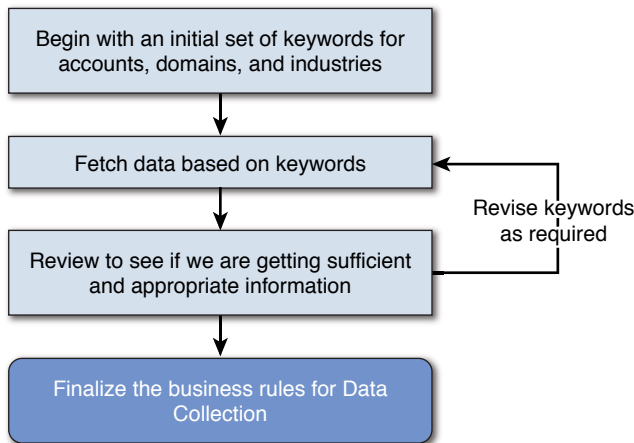 Begin with an initial set of keywords for
accounts, domains, and industries
Fetch data based on keywords
Revise keywords
as required
Review to see if we are getting sufficient
and appropriate information
Finalize the business rules for Data
Collection